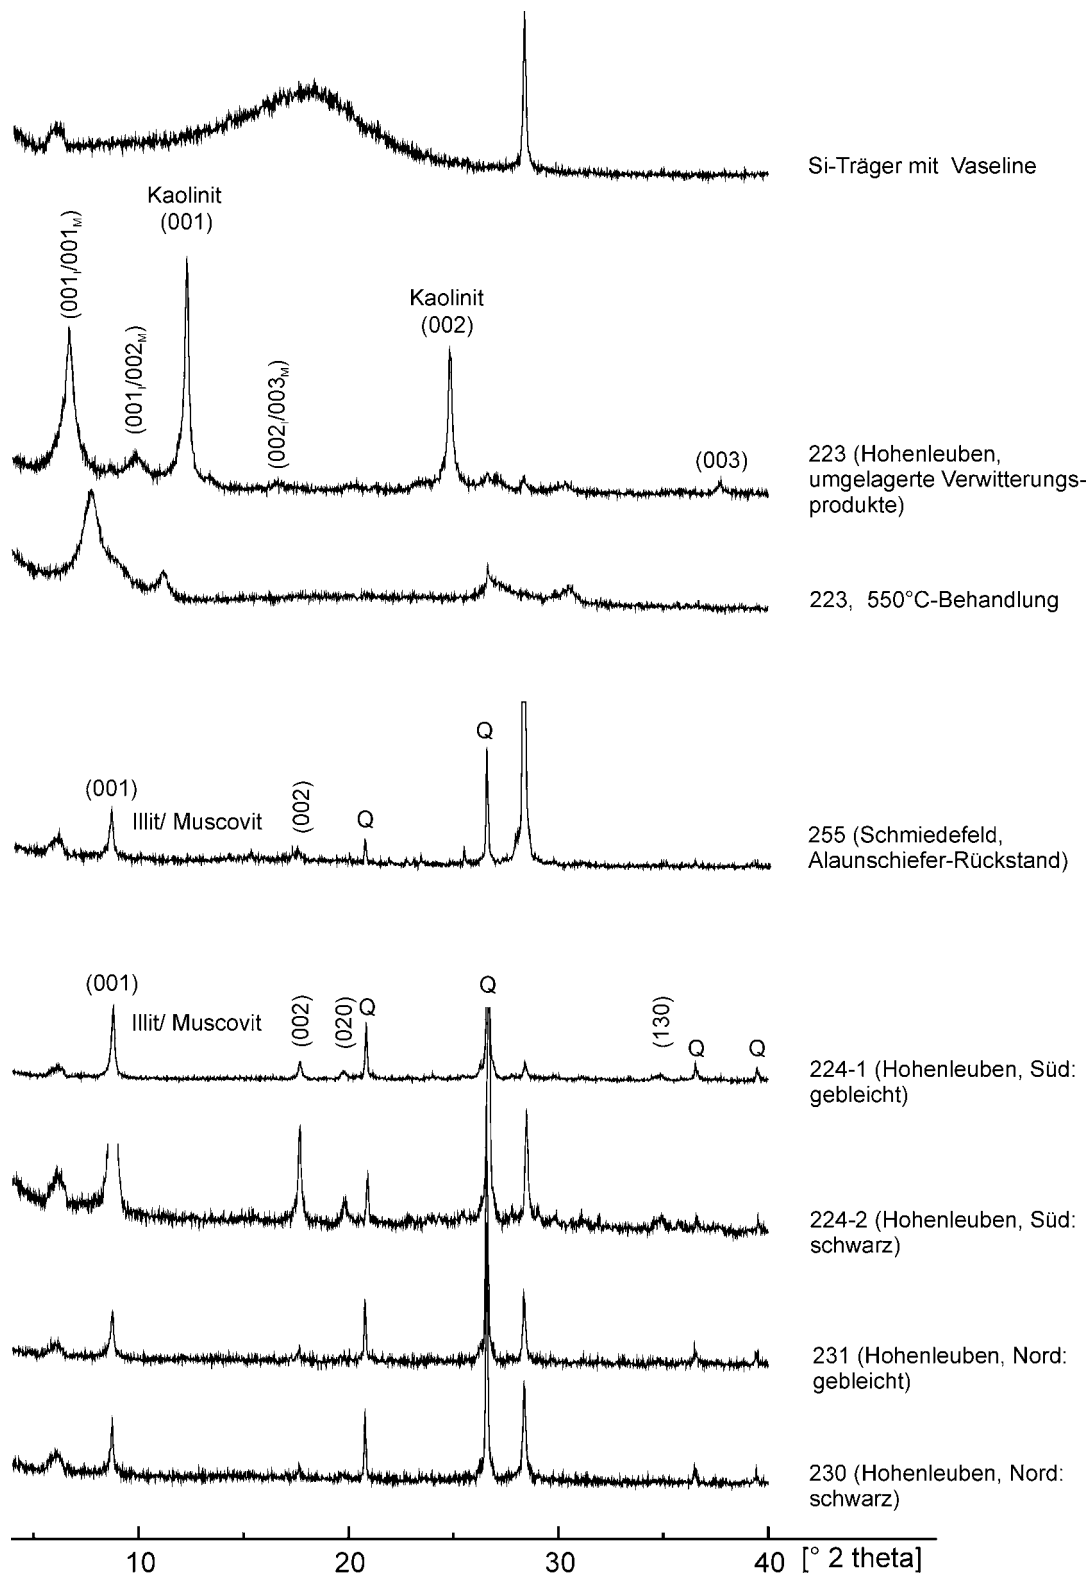 Si-Träger mit Vaseline
Kaolinit
(001)
(001I/001M)
(001I/002M)
(002I/003M)
Kaolinit
(002)
(003)
223 (Hohenleuben,
umgelagerte Verwitterungs-
produkte)
223, 550°C-Behandlung
(001)
Illit/ Muscovit
(002)
Q
Q
255 (Schmiedefeld,
Alaunschiefer-Rückstand)
(001)
Illit/ Muscovit
(002)
(020)
Q
Q
(130)
Q
Q
224-1 (Hohenleuben, Süd:
gebleicht)
224-2 (Hohenleuben, Süd:
schwarz)
231 (Hohenleuben, Nord:
gebleicht)
230 (Hohenleuben, Nord:
schwarz)
10
20
30
40
[° 2 theta]